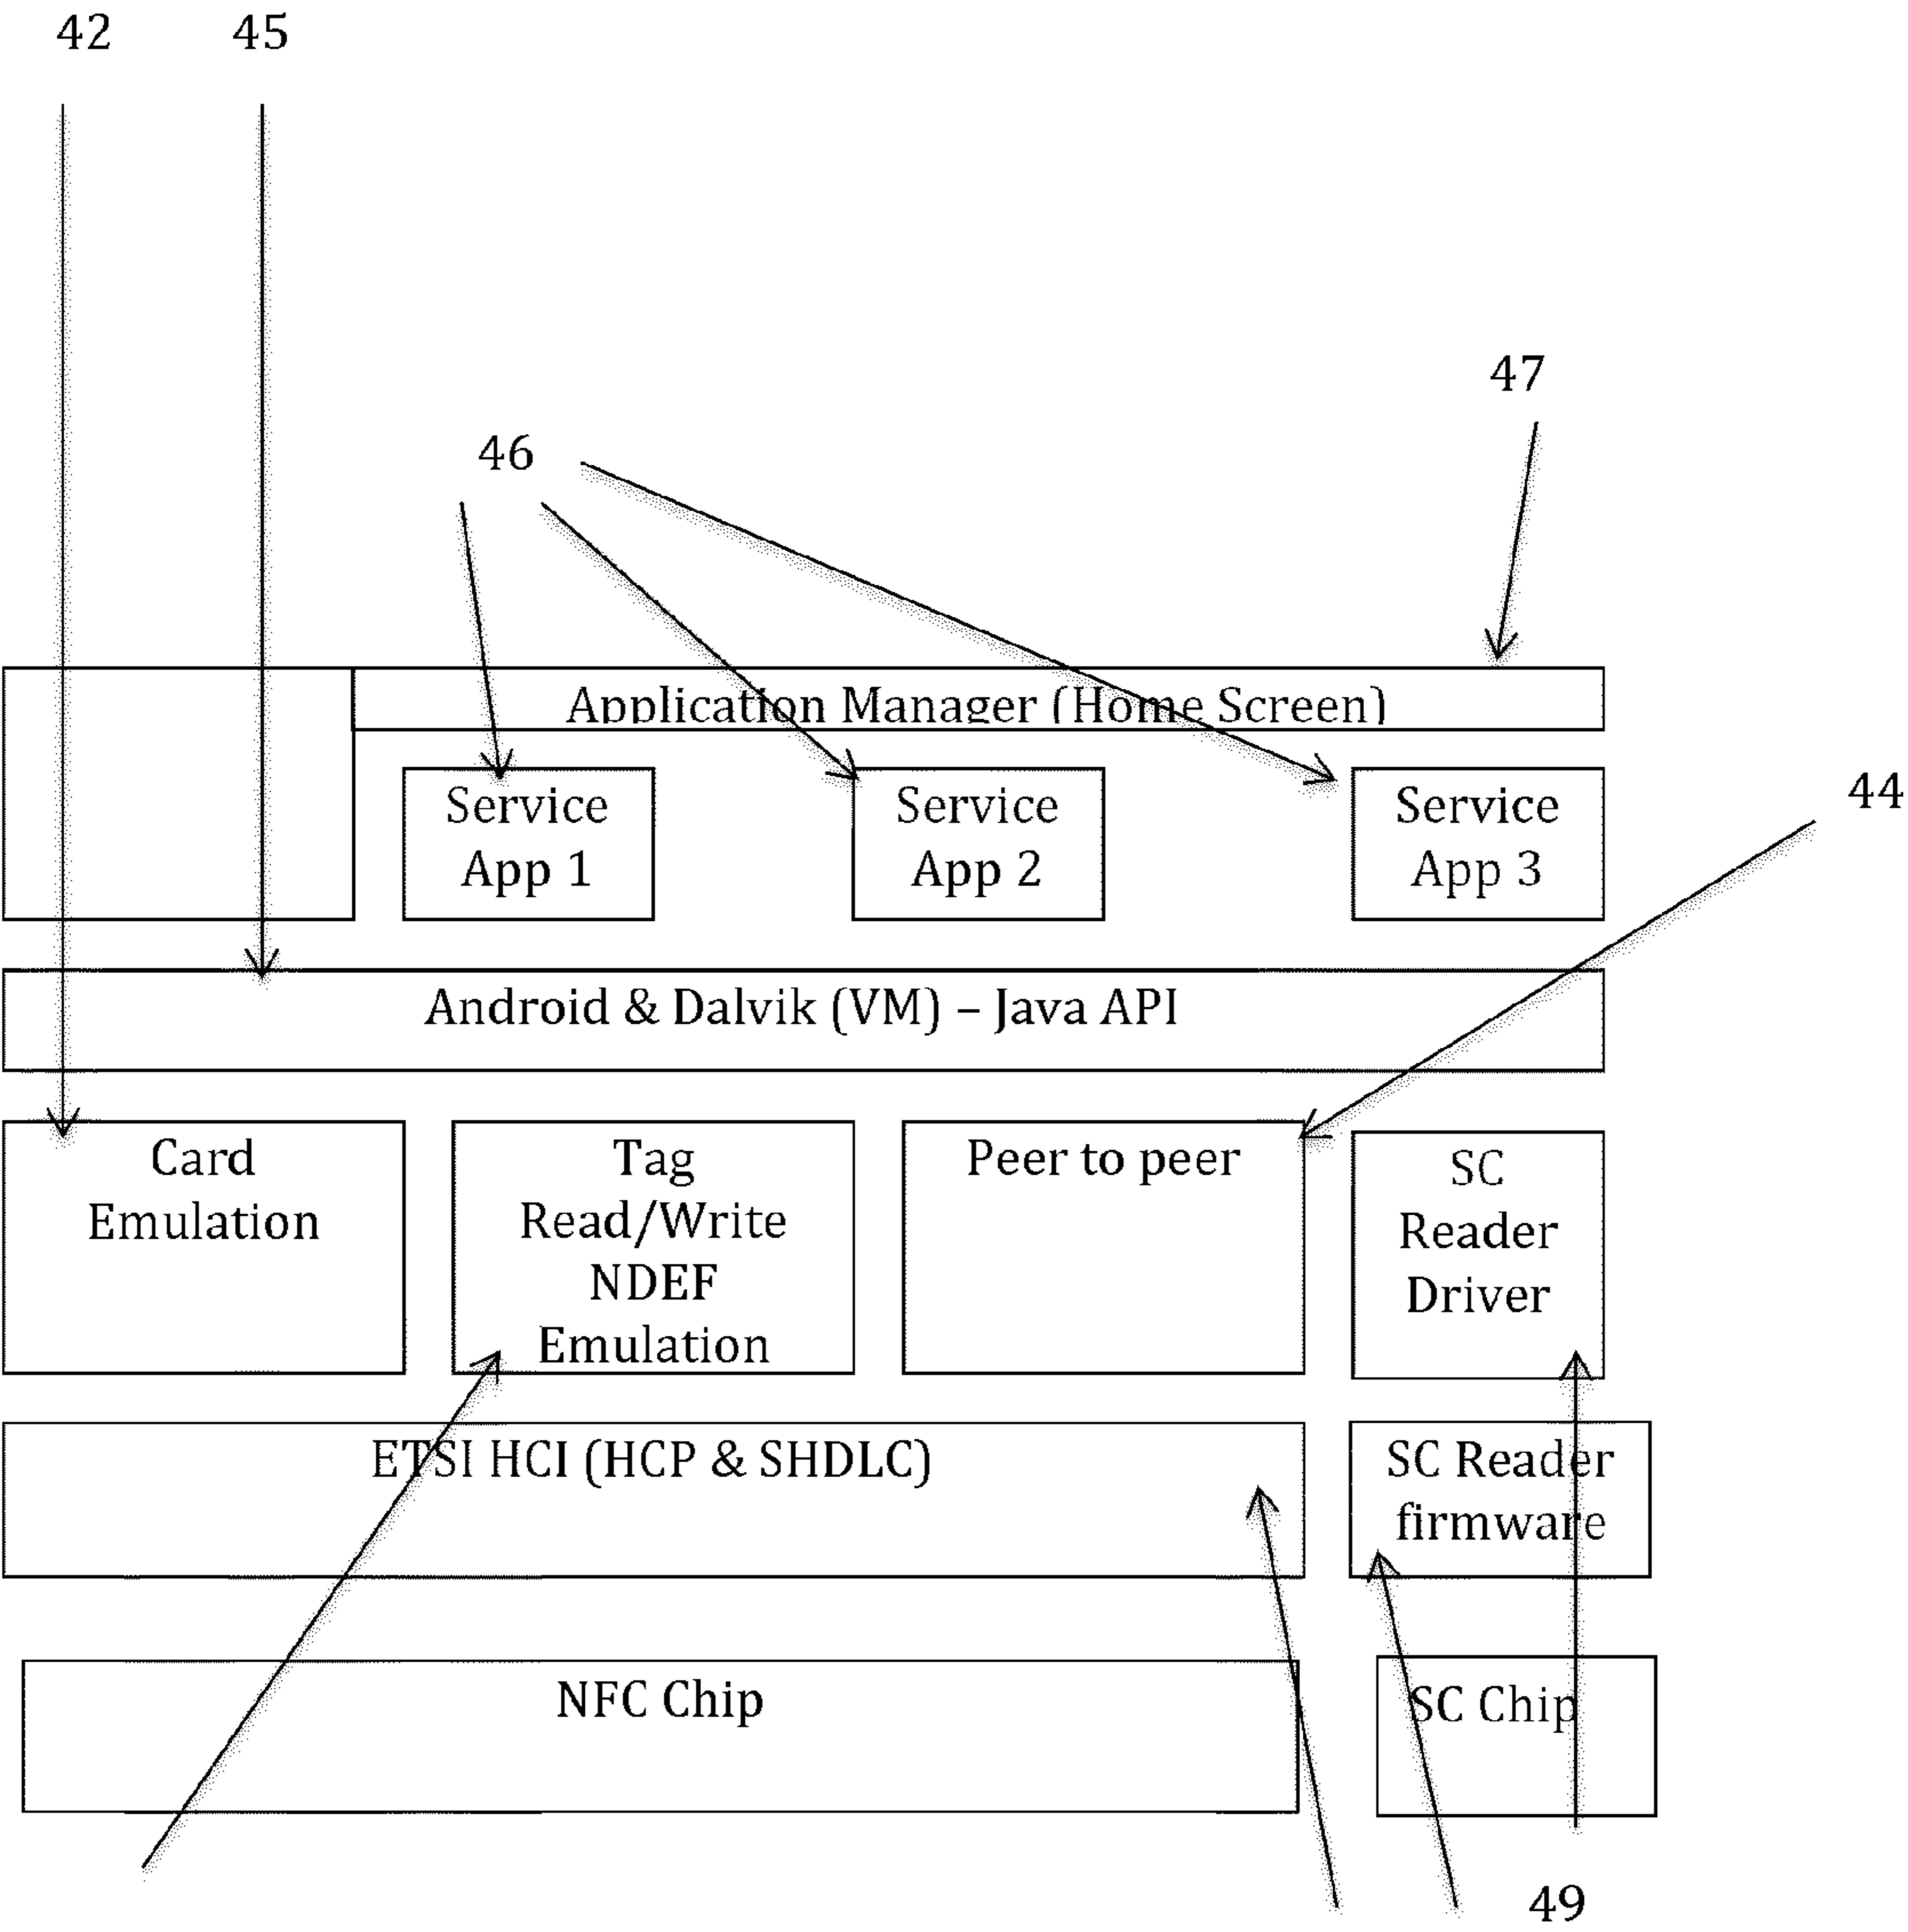 42
45
47
46
Application Manager (Home Screen)
Service
App 1
Service
App 2
Service
App 3
44
Android & Dalvik (VM) – Java API
Card
Emulation
Tag
Read/Write
NDEF
Emulation
Peer to peer
SC
Reader
Driver
ETSI HCI (HCP & SHDLC)
SC Reader
firmware
NFC Chip
SC Chip
49